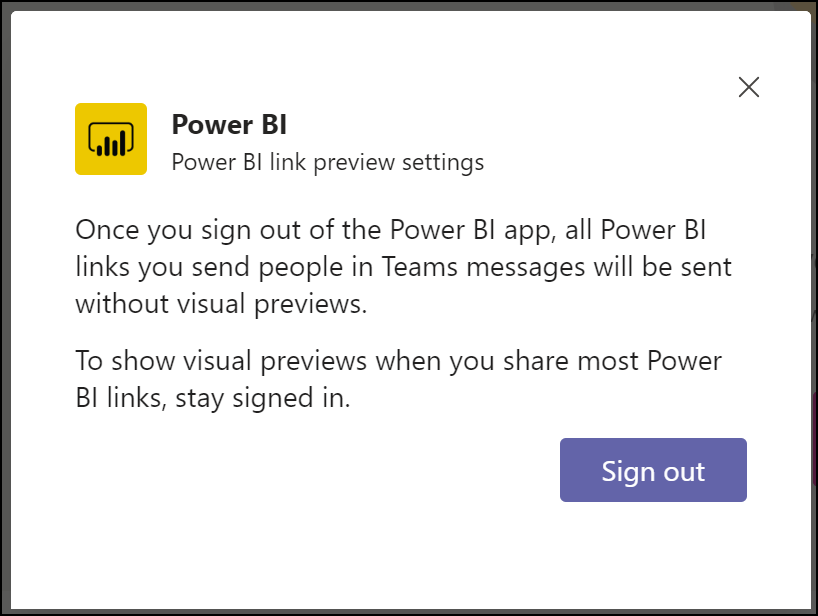 Power BI
Power BI link preview settings
Once you sign out of the Power BI app, all Power BI
links you send people in Teams messages will be sent
without visual previews.
To show visual previews when you share most Power
BI links, stay signed in.
Sign out